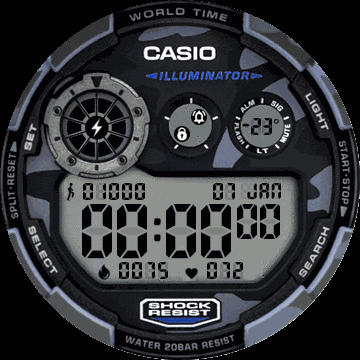 WORLD TIME
CASIO
ILLUMINATOR
ALM SIG
-23°
FLASH MUTE
LT
LIGHT
SET
SPLIT·RESET
START·STOP
01000 07 JAN
00:00 00
0075 072
SELECT
SEARCH
SHOCK
RESIST
WATER 20BAR RESIST